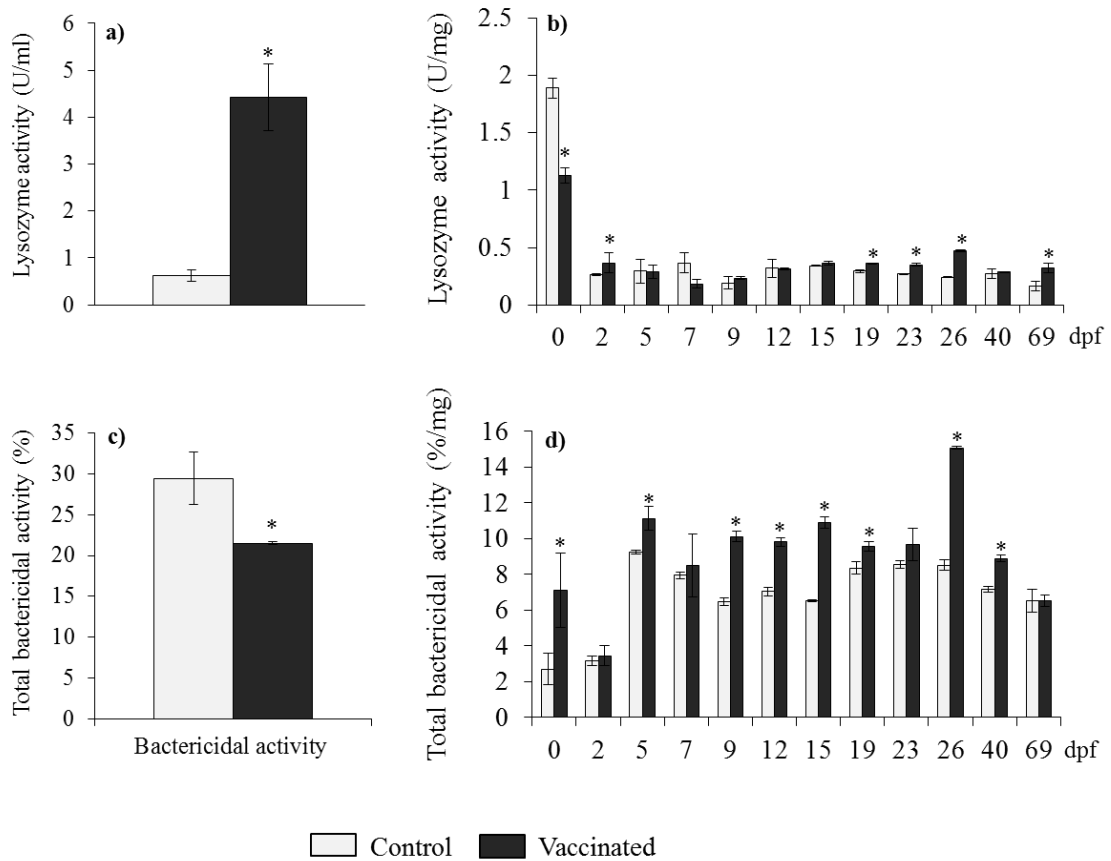 a)
Lysozyme activity (U/ml)
6
5
4
3
2
1
0
*
b)
Lysozyme activity (U/mg)
2.5
2
1.5
1
0.5
0
* * * * * *
0 2 5 7 9 12 15 19 23 26 40 69 dpf
c)
Total bactericidal activity (%)
35
30
25
20
15
10
5
0
*
Bactericidal activity
d)
Total bactericidal activity (%/mg)
16
14
12
10
8
6
4
2
0
* * * * * * * *
0 2 5 7 9 12 15 19 23 26 40 69 dpf
Control Vaccinated